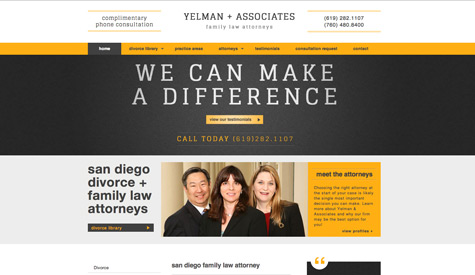 complimentary
phone consultation
YELMAN + ASSOCIATES
family law attorneys
(619) 282.1107
(760) 480.8400
home
divorce library
practice areas
attorneys
testimonials
consultation request
contact
WE CAN MAKE
A DIFFERENCE
view our testimonials
CALL TODAY (619)282.1107
san diego
divorce +
family law
attorneys
divorce library
meet the attorneys
Choosing the right attorney at
the start of your case is likely
the single most important
decision you can make. Learn
more about Yelman &
Associates and why our firm
may be the best option for
you!
view profiles +
Divorce
san diego family law attorney
“